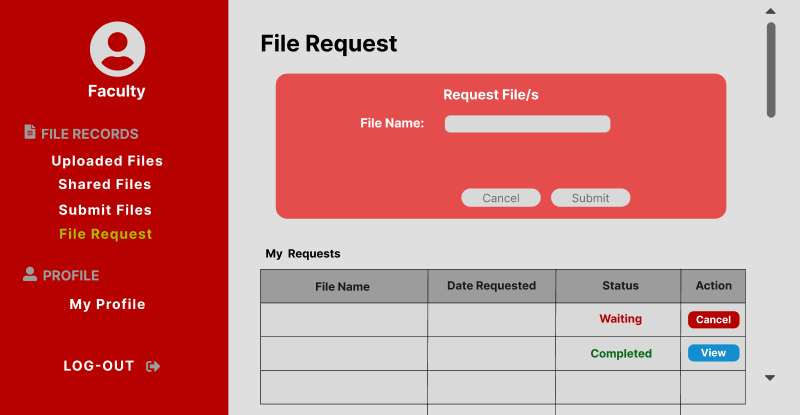 Faculty
FILE RECORDS
Uploaded Files
Shared Files
Submit Files
File Request
PROFILE
My Profile
LOG-OUT
File Request
Request File/s
File Name:
Cancel Submit
My Requests
File Name Date Requested Status Action
Waiting Cancel
Completed View